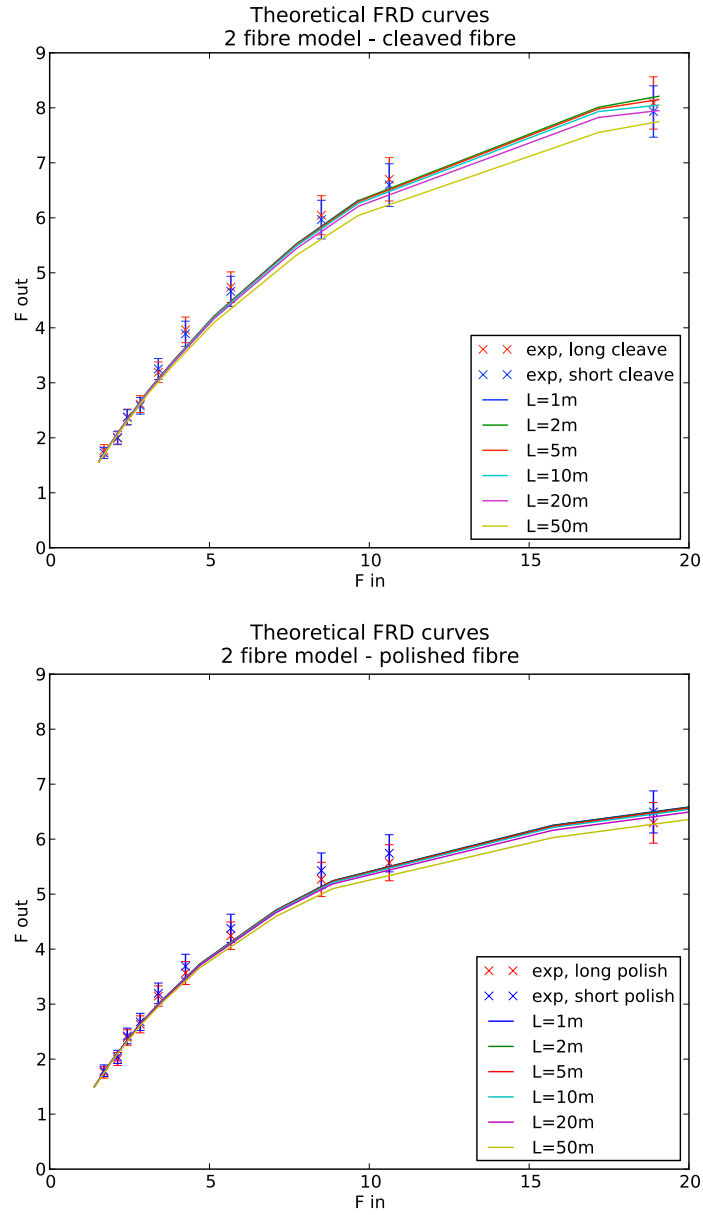 Theoretical FRD curves
2 fibre model - cleaved fibre
9
8
7
6
5
4
3
2
1
0
F out
exp, long cleave
exp, short cleave
L=1m
L=2m
L=5m
L=10m
L=20m
L=50m
0 5 10 15 20
F in
Theoretical FRD curves
2 fibre model - polished fibre
9
8
7
6
5
4
3
2
1
0
F out
exp, long polish
exp, short polish
L=1m
L=2m
L=5m
L=10m
L=20m
L=50m
0 5 10 15 20
F in